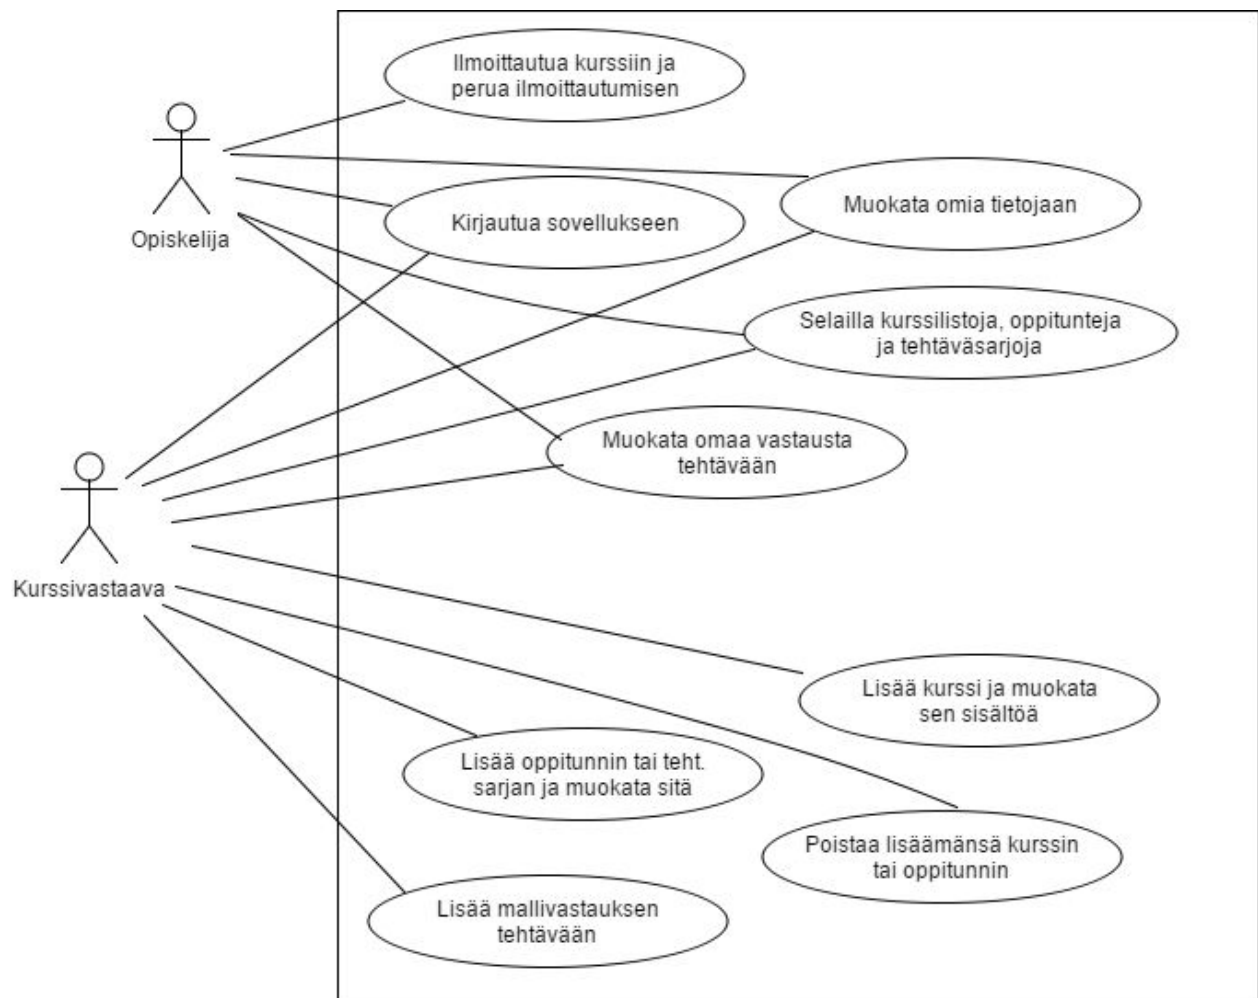 Ilmoittautua kurssiin ja
perua ilmoittautumisen
Opiskelija
Kirjautua sovellukseen
Muokata omia tietojaan
Selailla kurssilistoja, oppitunteja
ja tehtäväsarjoja
Muokata omaa vastausta
tehtävään
Kurssivastaava
Lisää kurssi ja muokata
sen sisältöä
Lisää oppitunnin tai teht.
sarjan ja muokata sitä
Poistaa lisäämänsä kurssin
tai oppitunnin
Lisää mallivastauksen
tehtävään